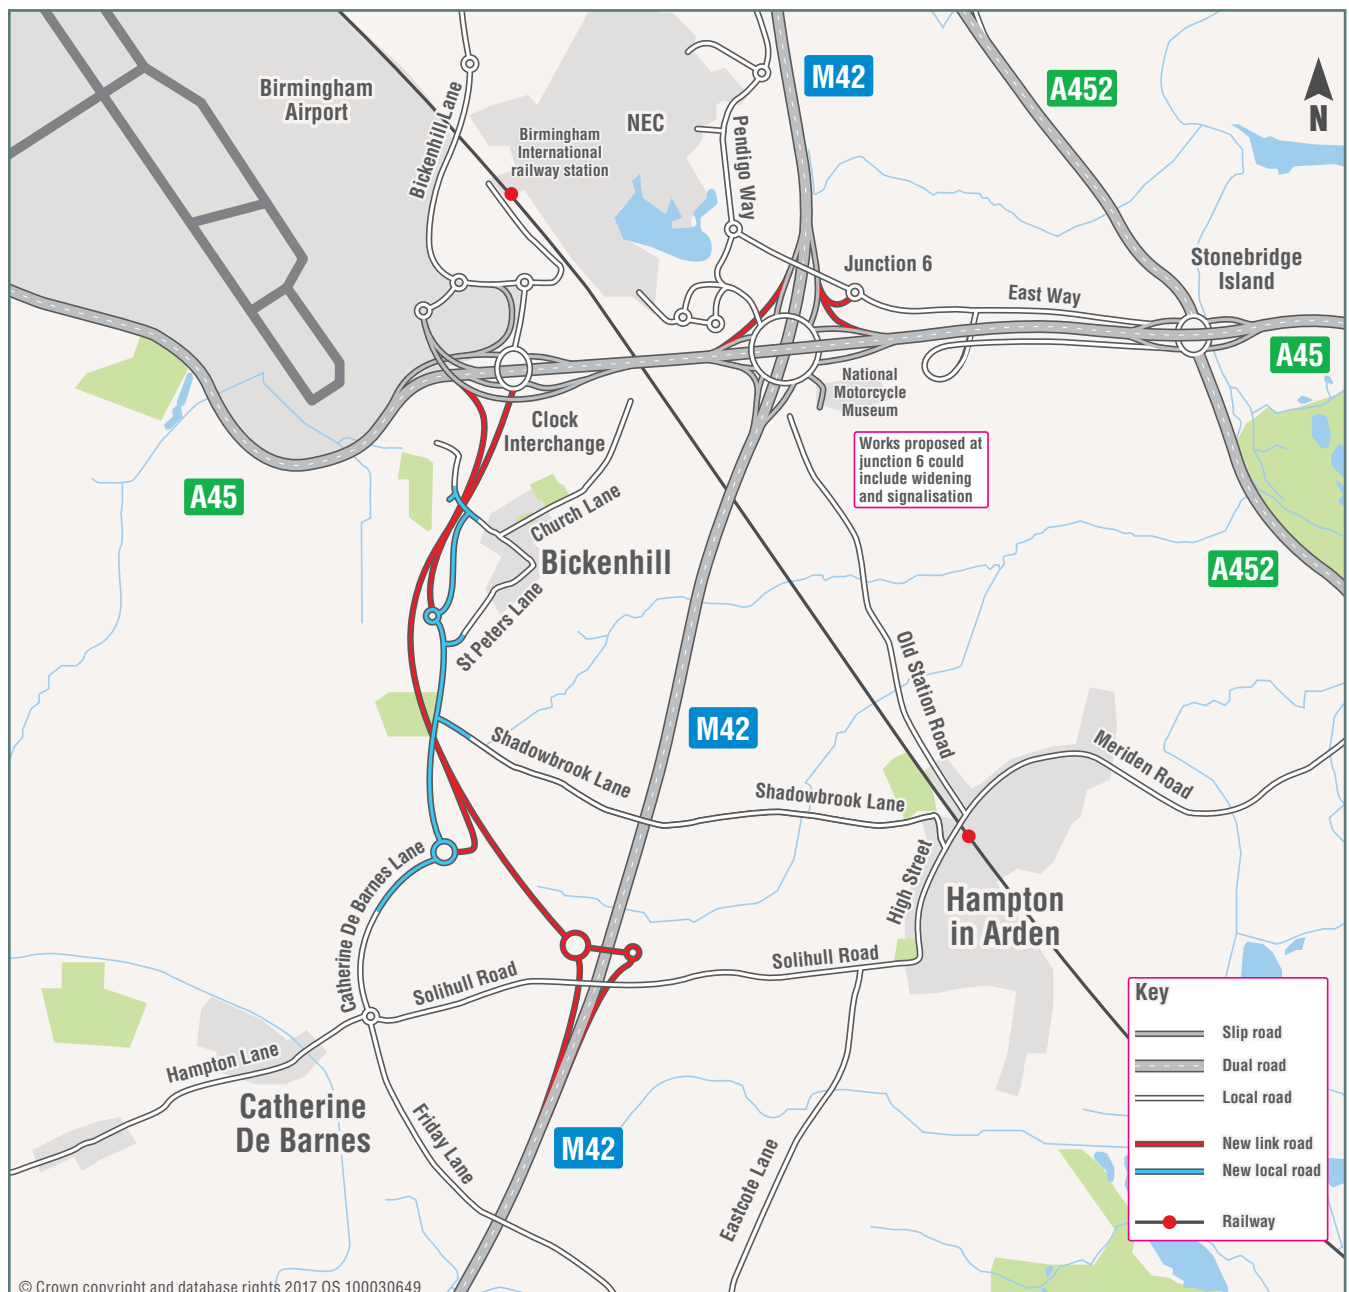 Birmingham
Airport
Bickenhill Lane
Birmingham
International
railway station
NEC
Pendigo Way
M42
A452
N
Junction 6
East Way
Stonebridge
Island
A45
National
Motorcycle
Museum
Clock
Interchange
Works proposed at
junction 6 could
include widening
and signalisation
A45
Church Lane
Bickenhill
A452
St Peters Lane
Old Station Road
M42
Shadowbrook Lane
Shadowbrook Lane
Meriden Road
Catherine De Barnes Lane
High Street
Hampton
in Arden
Solihull Road
Solihull Road
Hampton Lane
Catherine
De Barnes
Friday Lane
M42
Eastcote Lane
Key
Slip road
Dual road
Local road
New link road
New local road
Railway
© Crown copyright and database rights 2017 OS 100030649